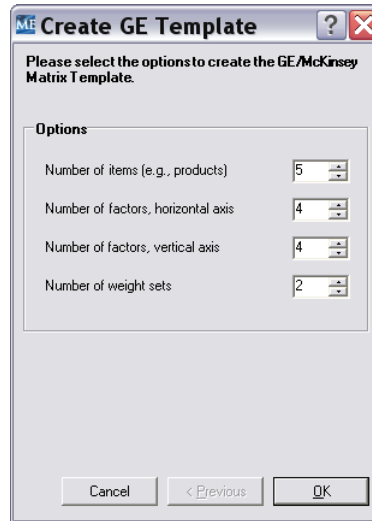 ME Create GE Template
Please select the options to create the GE/McKinsey
Matrix Template.
Options
Number of items (e.g., products) 5
Number of factors, horizontal axis 4
Number of factors, vertical axis 4
Number of weight sets 2
Cancel < Previous OK